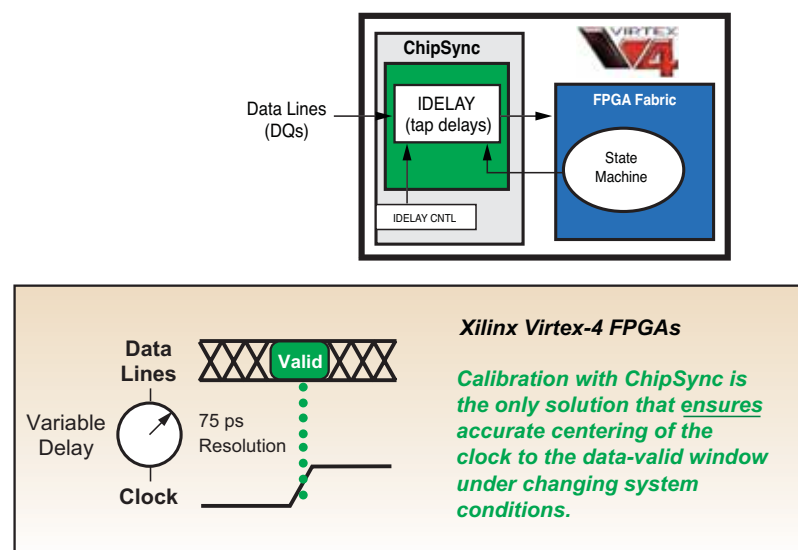 ChipSync
VIRTEX
4
IDELAY
(tap delays)
FPGA Fabric
Data Lines
(DQs)
State
Machine
IDELAY CNTL
Xilinx Virtex-4 FPGAs
Data
Lines
Valid
Calibration with ChipSync is
the only solution that ensures
accurate centering of the
clock to the data-valid window
under changing system
conditions.
Variable
Delay
75 ps
Resolution
Clock